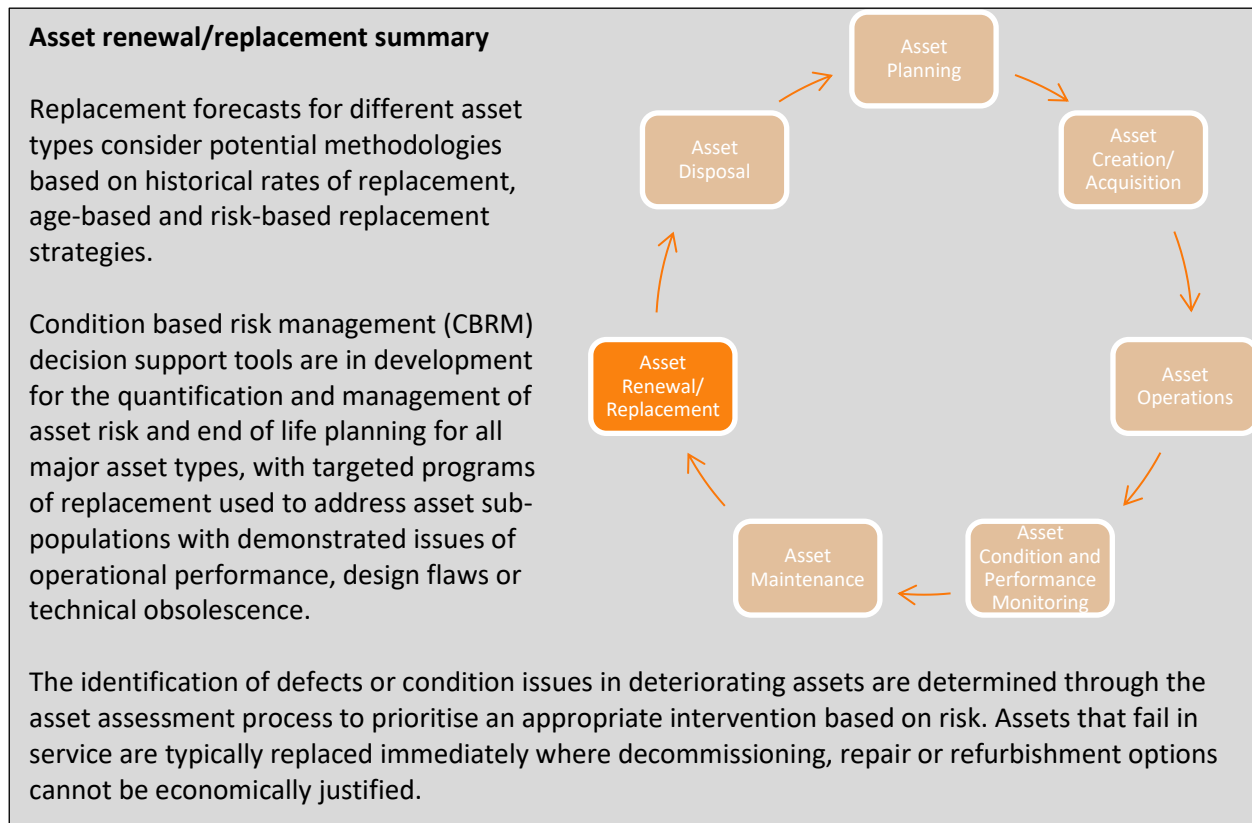 Asset renewal/replacement summary
Replacement forecasts for different asset
types consider potential methodologies
based on historical rates of replacement,
age-based and risk-based replacement
strategies.
Condition based risk management (CBRM)
decision support tools are in development
for the quantification and management of
asset risk and end of life planning for all
major asset types, with targeted programs
of replacement used to address asset sub-
populations with demonstrated issues of
operational performance, design flaws or
technical obsolescence.
The identification of defects or condition issues in deteriorating assets are determined through the
asset assessment process to prioritise an appropriate intervention based on risk. Assets that fail in
service are typically replaced immediately where decommissioning, repair or refurbishment options
cannot be economically justified.
Asset
Planning
Asset
Creation/
Acquisition
Asset
Operations
Asset
Condition and
Performance
Monitoring
Asset
Maintenance
Asset
Renewal/
Replacement
Asset
Disposal